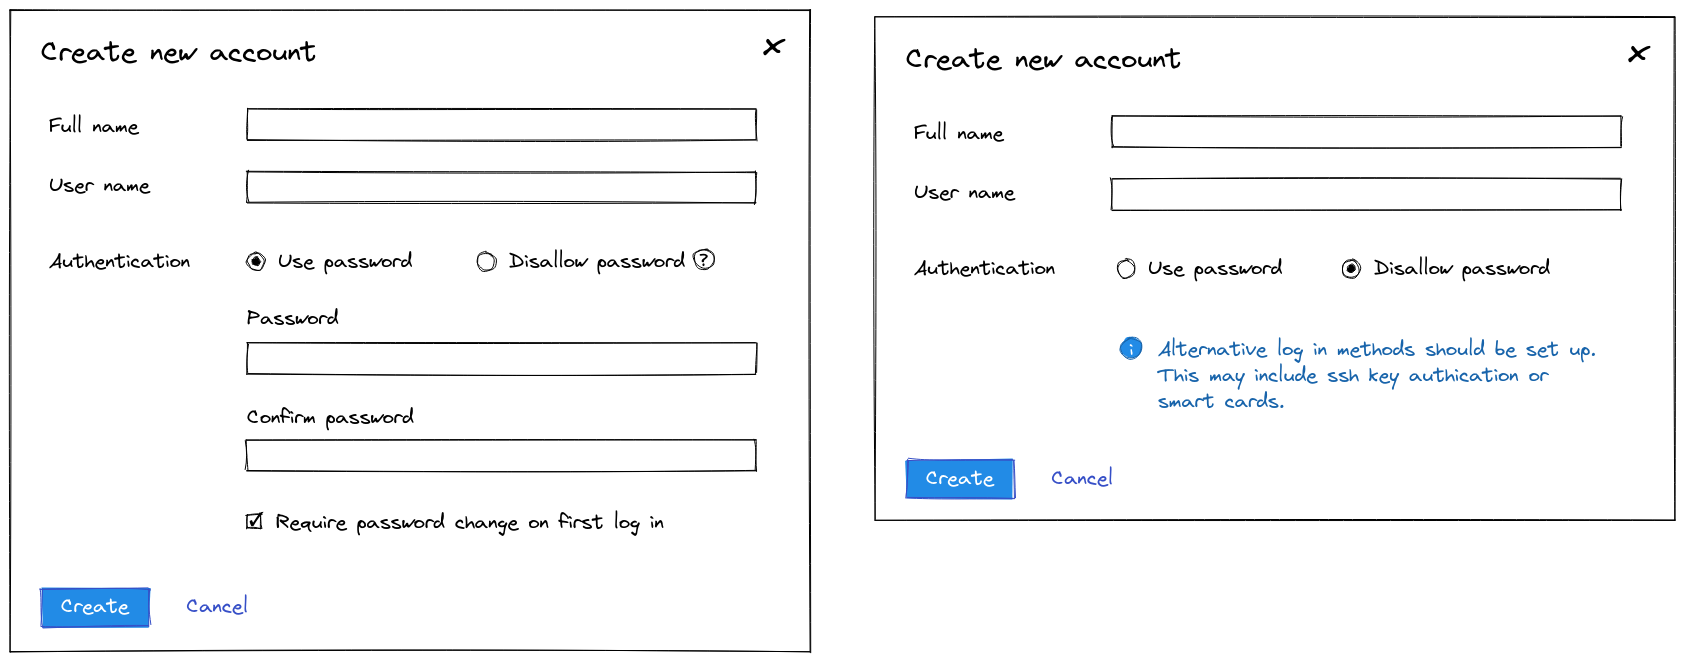 Create new account
X
Full name
User name
Authentication
Use password
Disallow password ?
Password
Confirm password
Require password change on first log in
Create
Cancel
Create new account
X
Full name
User name
Authentication
Use password
Disallow password
i
Alternative log in methods should be set up.
This may include ssh key authication or
smart cards.
Create
Cancel